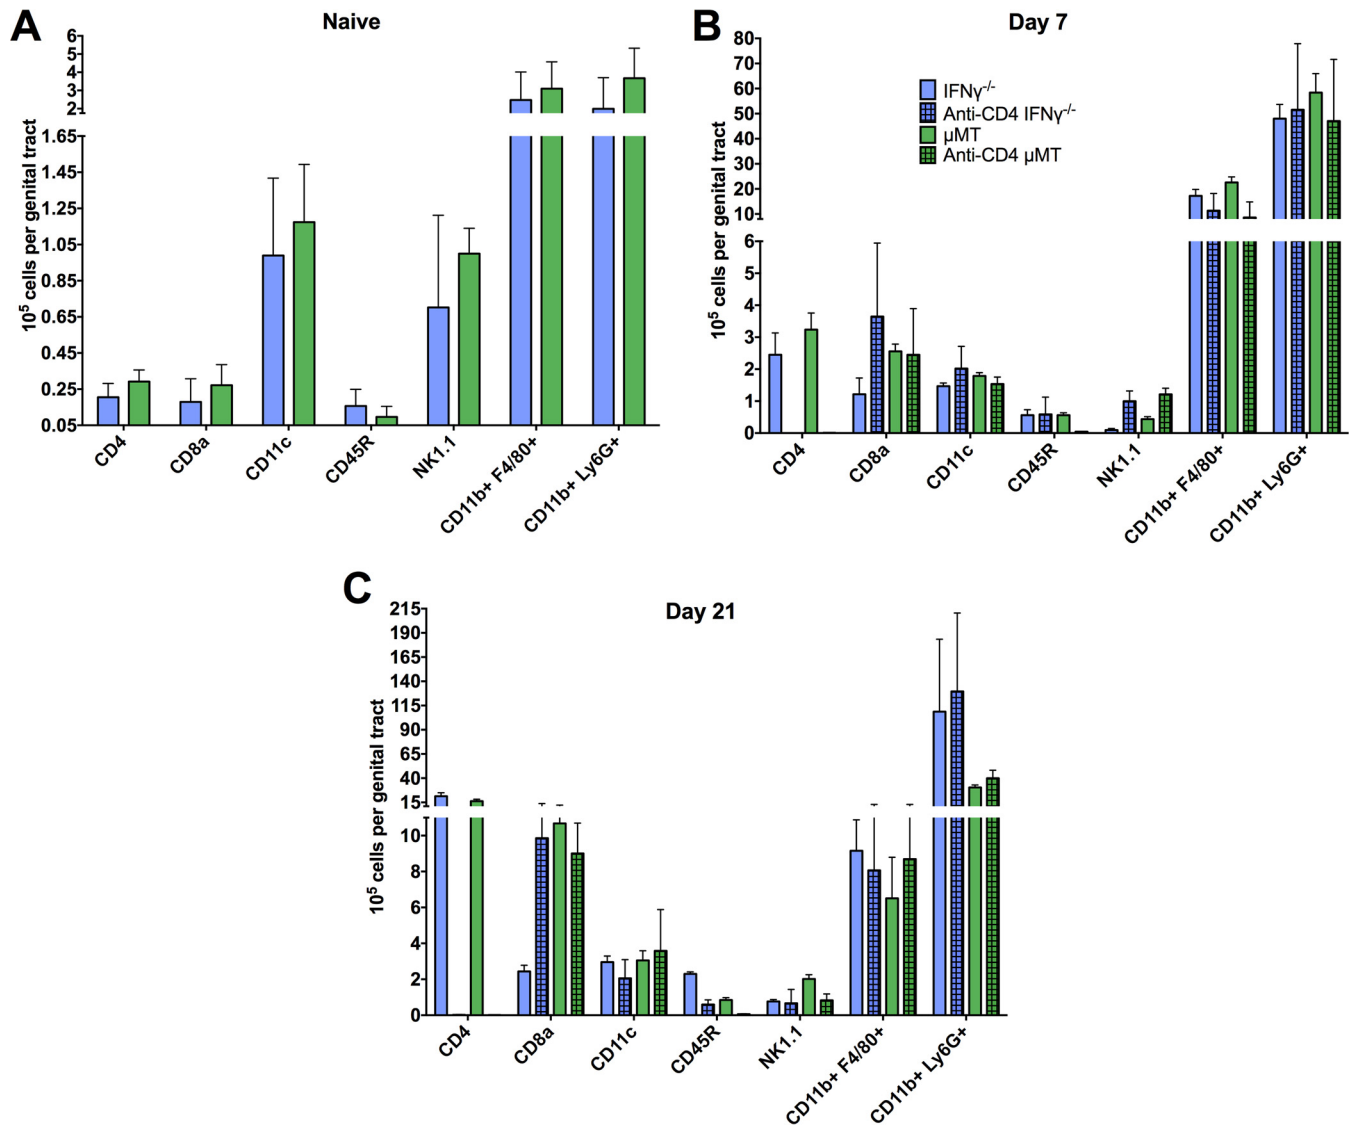 A
Naive
10⁵ cells per genital tract
6
5
4
3
2
1.65
1.45
1.25
1.05
0.85
0.65
0.45
0.25
0.05
CD4
CD8a
CD11c
CD45R
NK1.1
CD11b+ F4/80+
CD11b+ Ly6G+
B
Day 7
IFNγ⁻/⁻
Anti-CD4 IFNγ⁻/⁻
µMT
Anti-CD4 µMT
10⁵ cells per genital tract
80
70
60
50
40
30
20
10
6
5
4
3
2
1
0
CD4
CD8a
CD11c
CD45R
NK1.1
CD11b+ F4/80+
CD11b+ Ly6G+
C
Day 21
10⁵ cells per genital tract
215
190
165
140
115
90
65
40
15
10
8
6
4
2
0
CD4
CD8a
CD11c
CD45R
NK1.1
CD11b+ F4/80+
CD11b+ Ly6G+